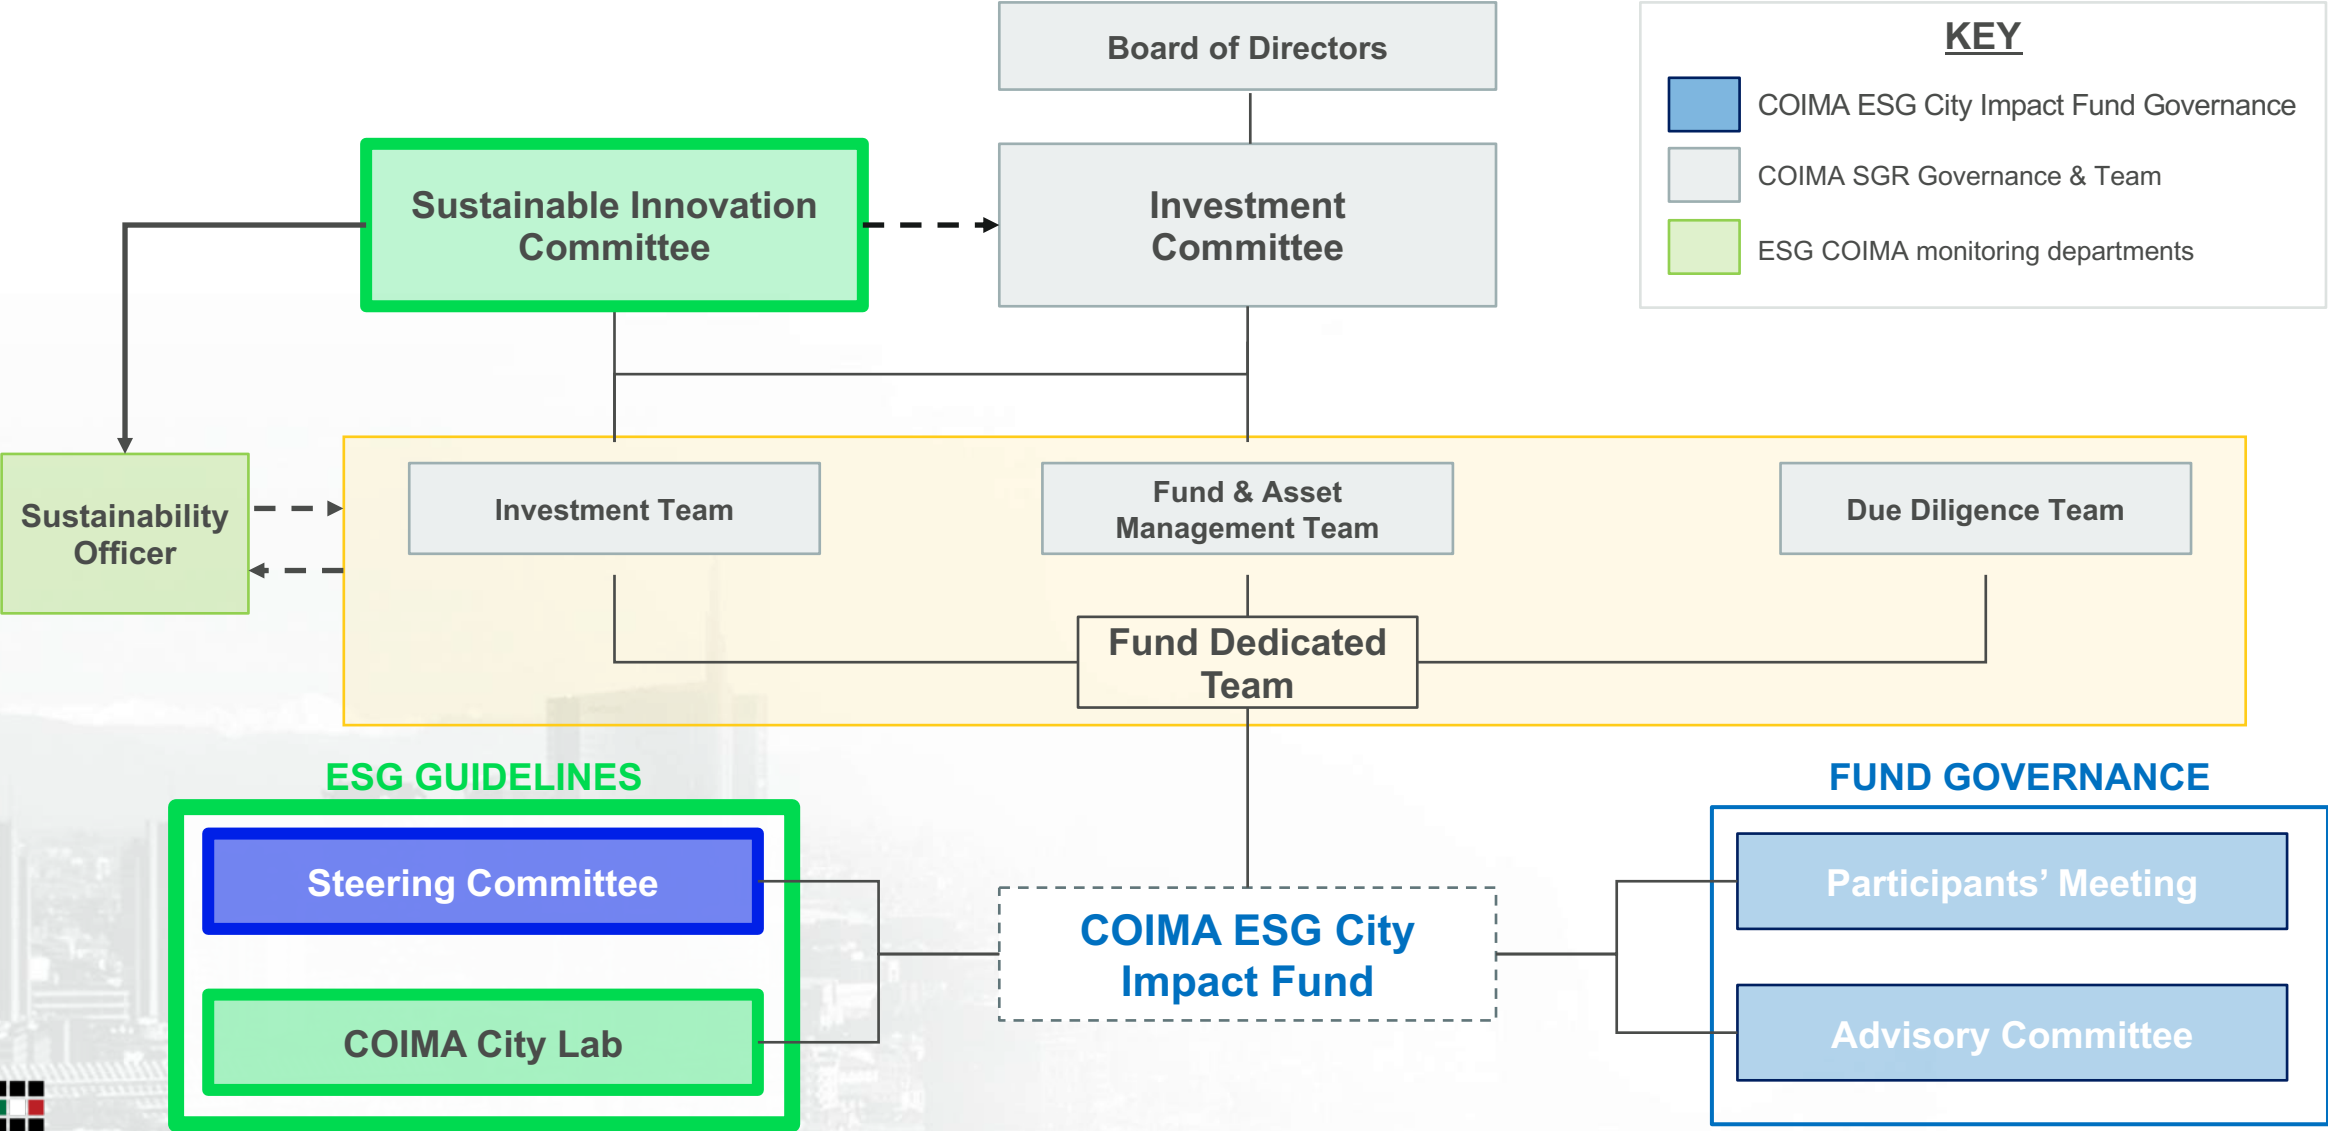 Board of Directors
KEY
COIMA ESG City Impact Fund Governance
COIMA SGR Governance & Team
ESG COIMA monitoring departments
Sustainable Innovation
Committee
Investment
Committee
Sustainability
Officer
Investment Team
Fund & Asset
Management Team
Due Diligence Team
Fund Dedicated
Team
ESG GUIDELINES
Steering Committee
COIMA City Lab
COIMA ESG City
Impact Fund
FUND GOVERNANCE
Participants’ Meeting
Advisory Committee